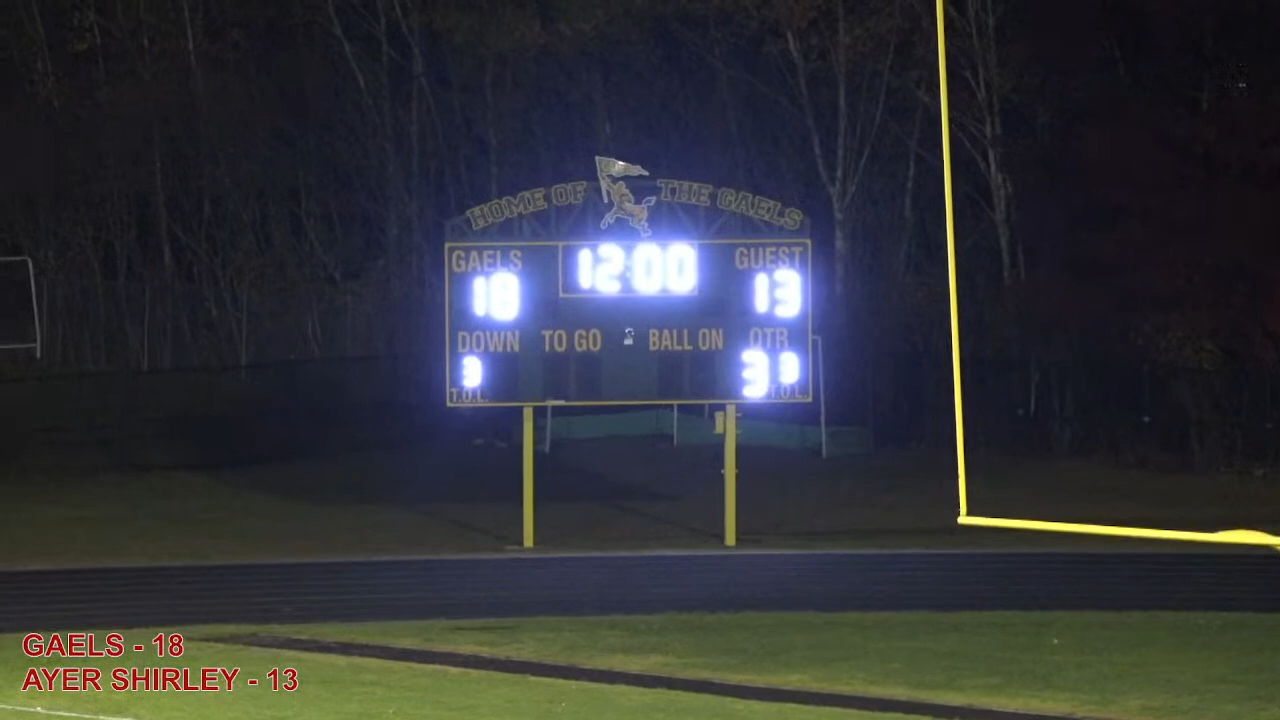 HOME OF THE GAELS
GAELS 12:00 GUEST
18 13
DOWN TO GO BALL ON QTR
3 3 3
T.O.L. T.O.L.
GAELS - 18
AYER SHIRLEY - 13